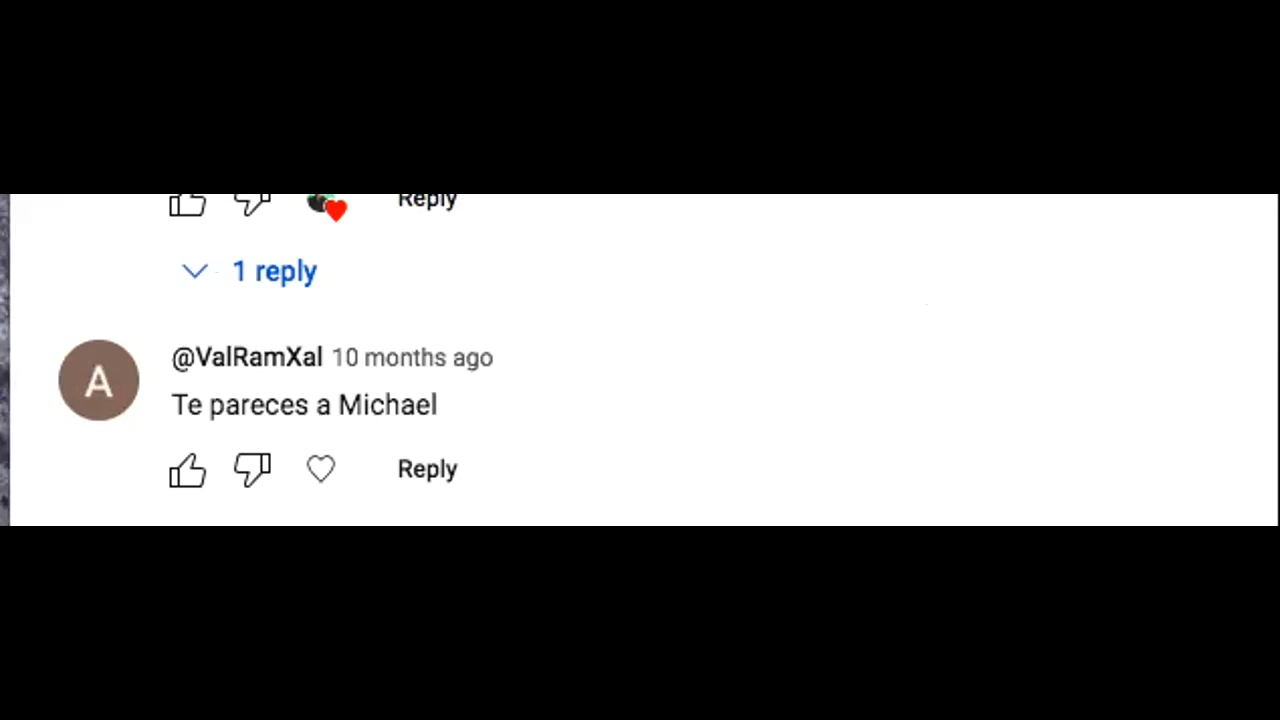 Reply
1 reply
A
@ValRamXal 10 months ago
Te pareces a Michael
Reply